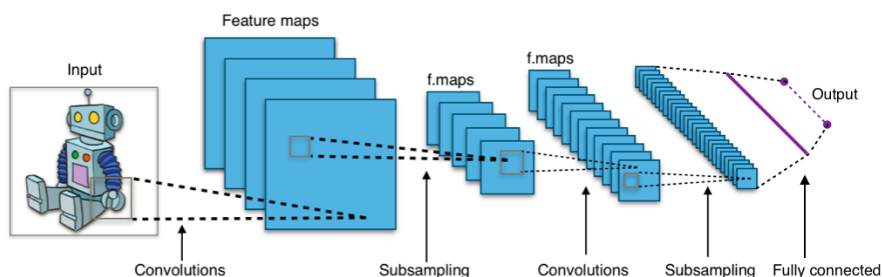 Feature maps
Input
f.maps
f.maps
Output
Convolutions
Subsampling
Convolutions
Subsampling
Fully connected